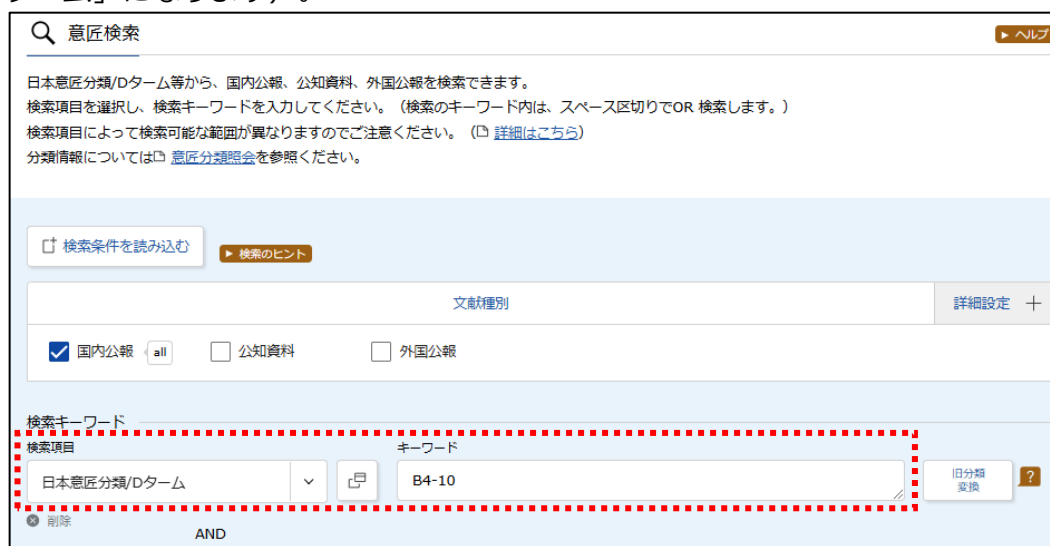 意匠検索
ヘルプ
日本意匠分類/Dターム等から、国内公報、公知資料、外国公報を検索できます。
検索項目を選択し、検索キーワードを入力してください。（検索のキーワード内は、スペース区切りでOR 検索します。）
検索項目によって検索可能な範囲が異なりますのでご注意ください。（詳細はこちら）
分類情報については意匠分類照会を参照ください。
検索条件を読み込む
検索のヒント
文献種別
詳細設定 ＋
国内公報 all 公知資料 外国公報
検索キーワード
検索項目 キーワード
日本意匠分類/Dターム B4-10
旧分類
変換
?
削除
AND